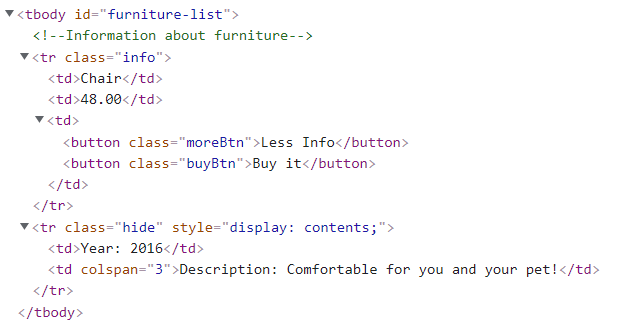 <tbody id="furniture-list">
<!--Information about furniture-->
<tr class="info">
<td>Chair</td>
<td>48.00</td>
<td>
<button class="moreBtn">Less Info</button>
<button class="buyBtn">Buy it</button>
</td>
</tr>
<tr class="hide" style="display: contents;">
<td>Year: 2016</td>
<td colspan="3">Description: Comfortable for you and your pet!</td>
</tr>
</tbody>